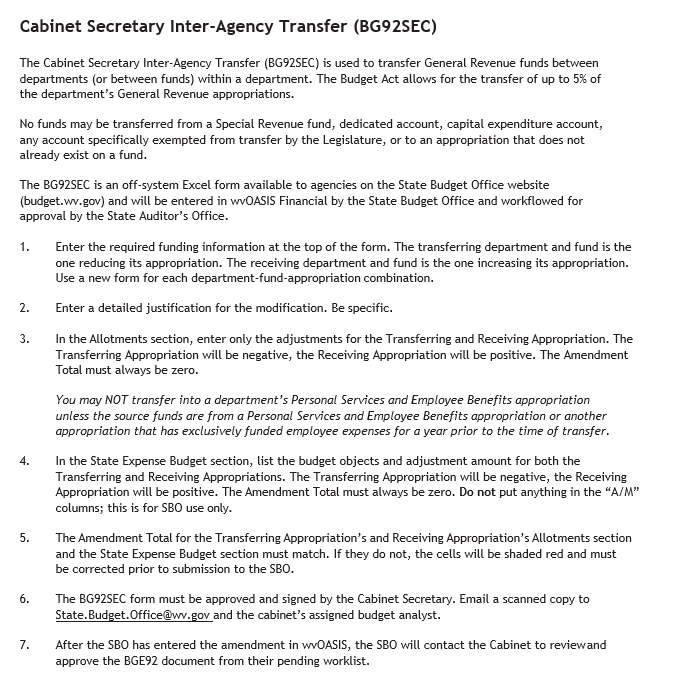 Cabinet Secretary Inter-Agency Transfer (BG92SEC)
The Cabinet Secretary Inter-Agency Transfer (BG92SEC) is used to transfer General Revenue funds between
departments (or between funds) within a department. The Budget Act allows for the transfer of up to 5% of
the department's General Revenue appropriations.
No funds may be transferred from a Special Revenue fund, dedicated account, capital expenditure account,
any account specifically exempted from transfer by the Legislature, or to an appropriation that does not
already exist on a fund.
The BG92SEC is an off-system Excel form available to agencies on the State Budget Office website
(budget.wv.gov) and will be entered in wvOASIS Financial by the State Budget Office and workflowed for
approval by the State Auditor's Office.
1. Enter the required funding information at the top of the form. The transferring department and fund is the
one reducing its appropriation. The receiving department and fund is the one increasing its appropriation.
Use a new form for each department-fund-appropriation combination.
2. Enter a detailed justification for the modification. Be specific.
3. In the Allotments section, enter only the adjustments for the Transferring and Receiving Appropriation. The
Transferring Appropriation will be negative, the Receiving Appropriation will be positive. The Amendment
Total must always be zero.
You may NOT transfer into a department's Personal Services and Employee Benefits appropriation
unless the source funds are from a Personal Services and Employee Benefits appropriation or another
appropriation that has exclusively funded employee expenses for a year prior to the time of transfer.
4. In the State Expense Budget section, list the budget objects and adjustment amount for both the
Transferring and Receiving Appropriations. The Transferring Appropriation will be negative, the Receiving
Appropriation will be positive. The Amendment Total must always be zero. Do not put anything in the "A/M"
columns; this is for SBO use only.
5. The Amendment Total for the Transferring Appropriation's and Receiving Appropriation's Allotments section
and the State Expense Budget section must match. If they do not, the cells will be shaded red and must
be corrected prior to submission to the SBO.
6. The BG92SEC form must be approved and signed by the Cabinet Secretary. Email a scanned copy to
State.Budget.Office@wv.gov and the cabinet's assigned budget analyst.
7. After the SBO has entered the amendment in wvOASIS, the SBO will contact the Cabinet to review and
approve the BGE92 document from their pending worklist.